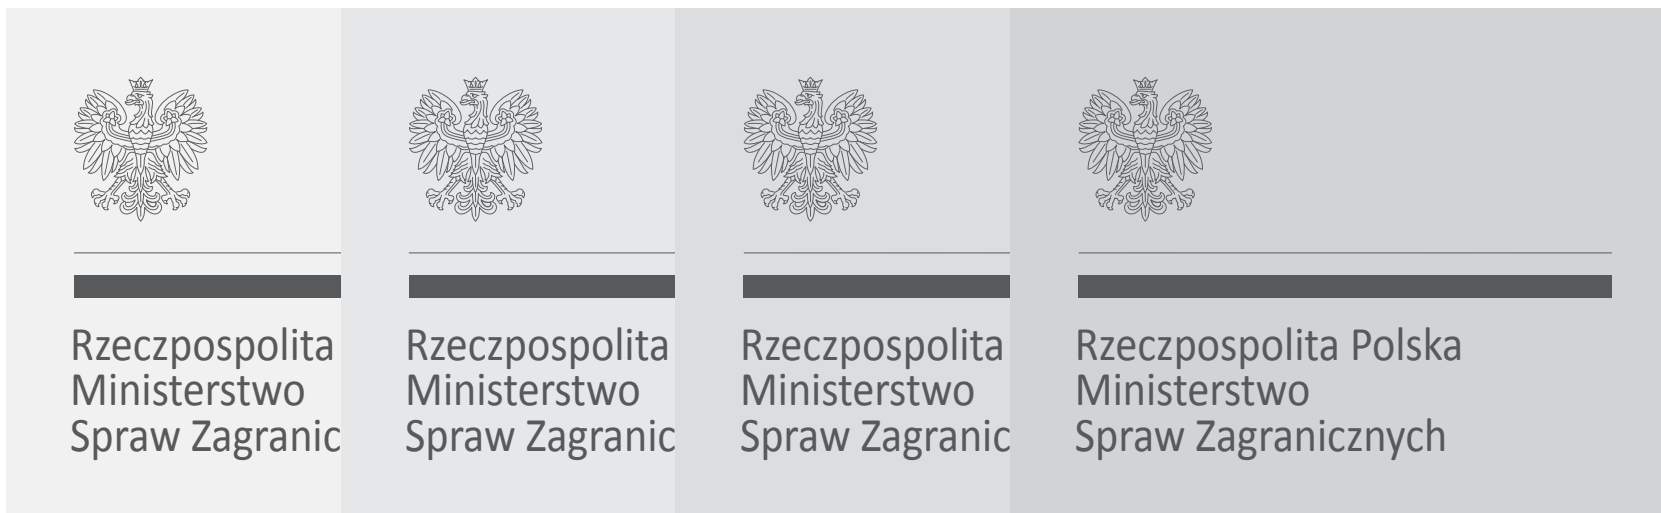 Rzeczpospolita
Ministerstwo
Spraw Zagranic
Rzeczpospolita
Ministerstwo
Spraw Zagranic
Rzeczpospolita
Ministerstwo
Spraw Zagranic
Rzeczpospolita Polska
Ministerstwo
Spraw Zagranicznych